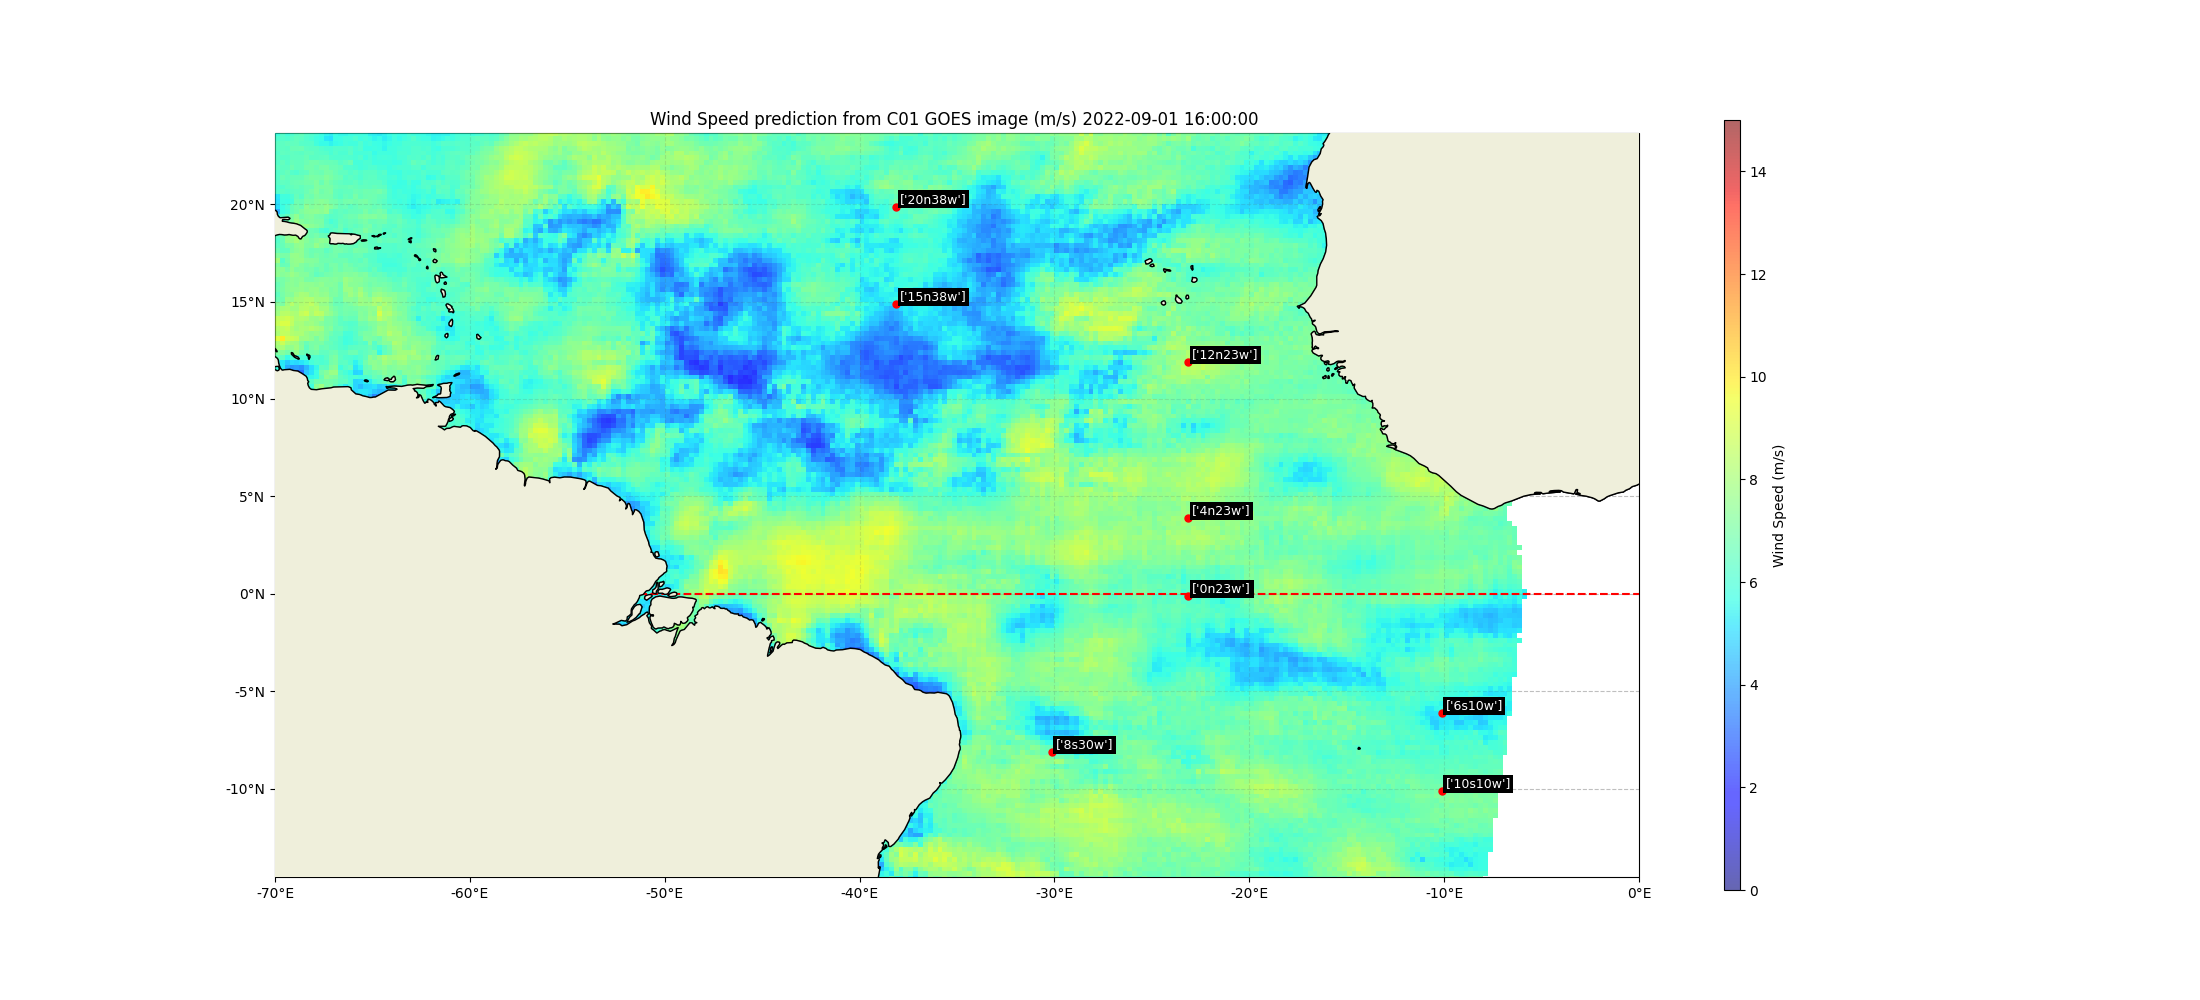 Wind Speed prediction from C01 GOES image (m/s) 2022-09-01 16:00:00
20°N
15°N
10°N
5°N
0°N
-5°N
-10°N
-70°E
-60°E
-50°E
-40°E
-30°E
-20°E
-10°E
0°E
['20n38w']
['15n38w']
['12n23w']
['4n23w']
['0n23w']
['6s10w']
['8s30w']
['10s10w']
14
12
10
8
6
4
2
0
Wind Speed (m/s)